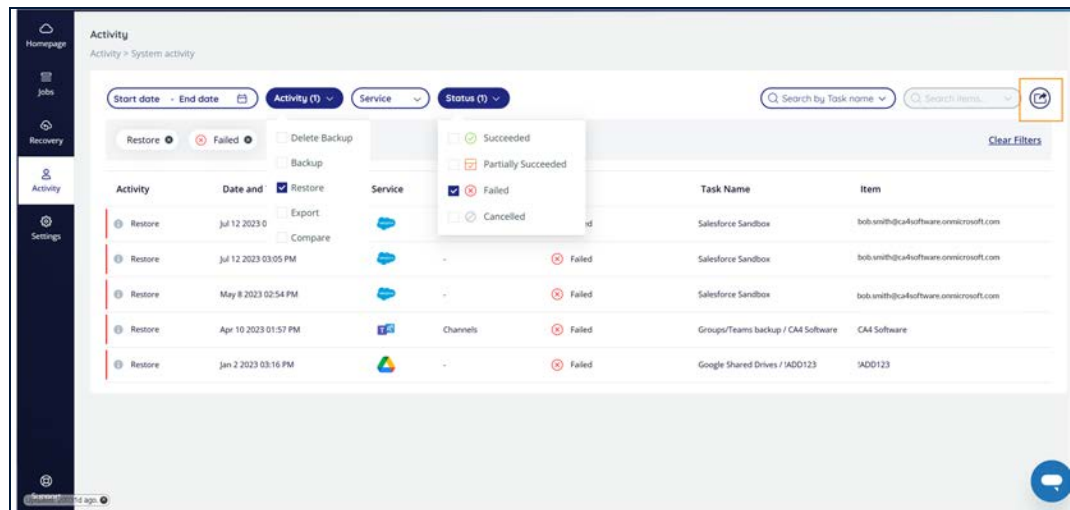 Homepage
Jobs
Recovery
Activity
Settings
Activity
Activity > System activity
Start date - End date
Activity (1)
Service
Status (1)
Search by Task name
Search items.
Restore
Failed
Clear Filters
Delete Backup
Backup
Restore
Export
Compare
Succeeded
Partially Succeeded
Failed
Cancelled
Activity Date and Service Task Name Item
Restore Jul 12 2023 0 Salesforce Sandbox bob.smith@ca4software.onmicrosoft.com
Restore Jul 12 2023 03:05 PM - Failed Salesforce Sandbox bob.smith@ca4software.onmicrosoft.com
Restore May 8 2023 02:54 PM - Failed Salesforce Sandbox bob.smith@ca4software.onmicrosoft.com
Restore Apr 10 2023 01:57 PM Channels Failed Groups/Teams backup / CA4 Software CA4 Software
Restore Jan 2 2023 03:16 PM - Failed Google Shared Drives / !ADD123 !ADD123
ago.